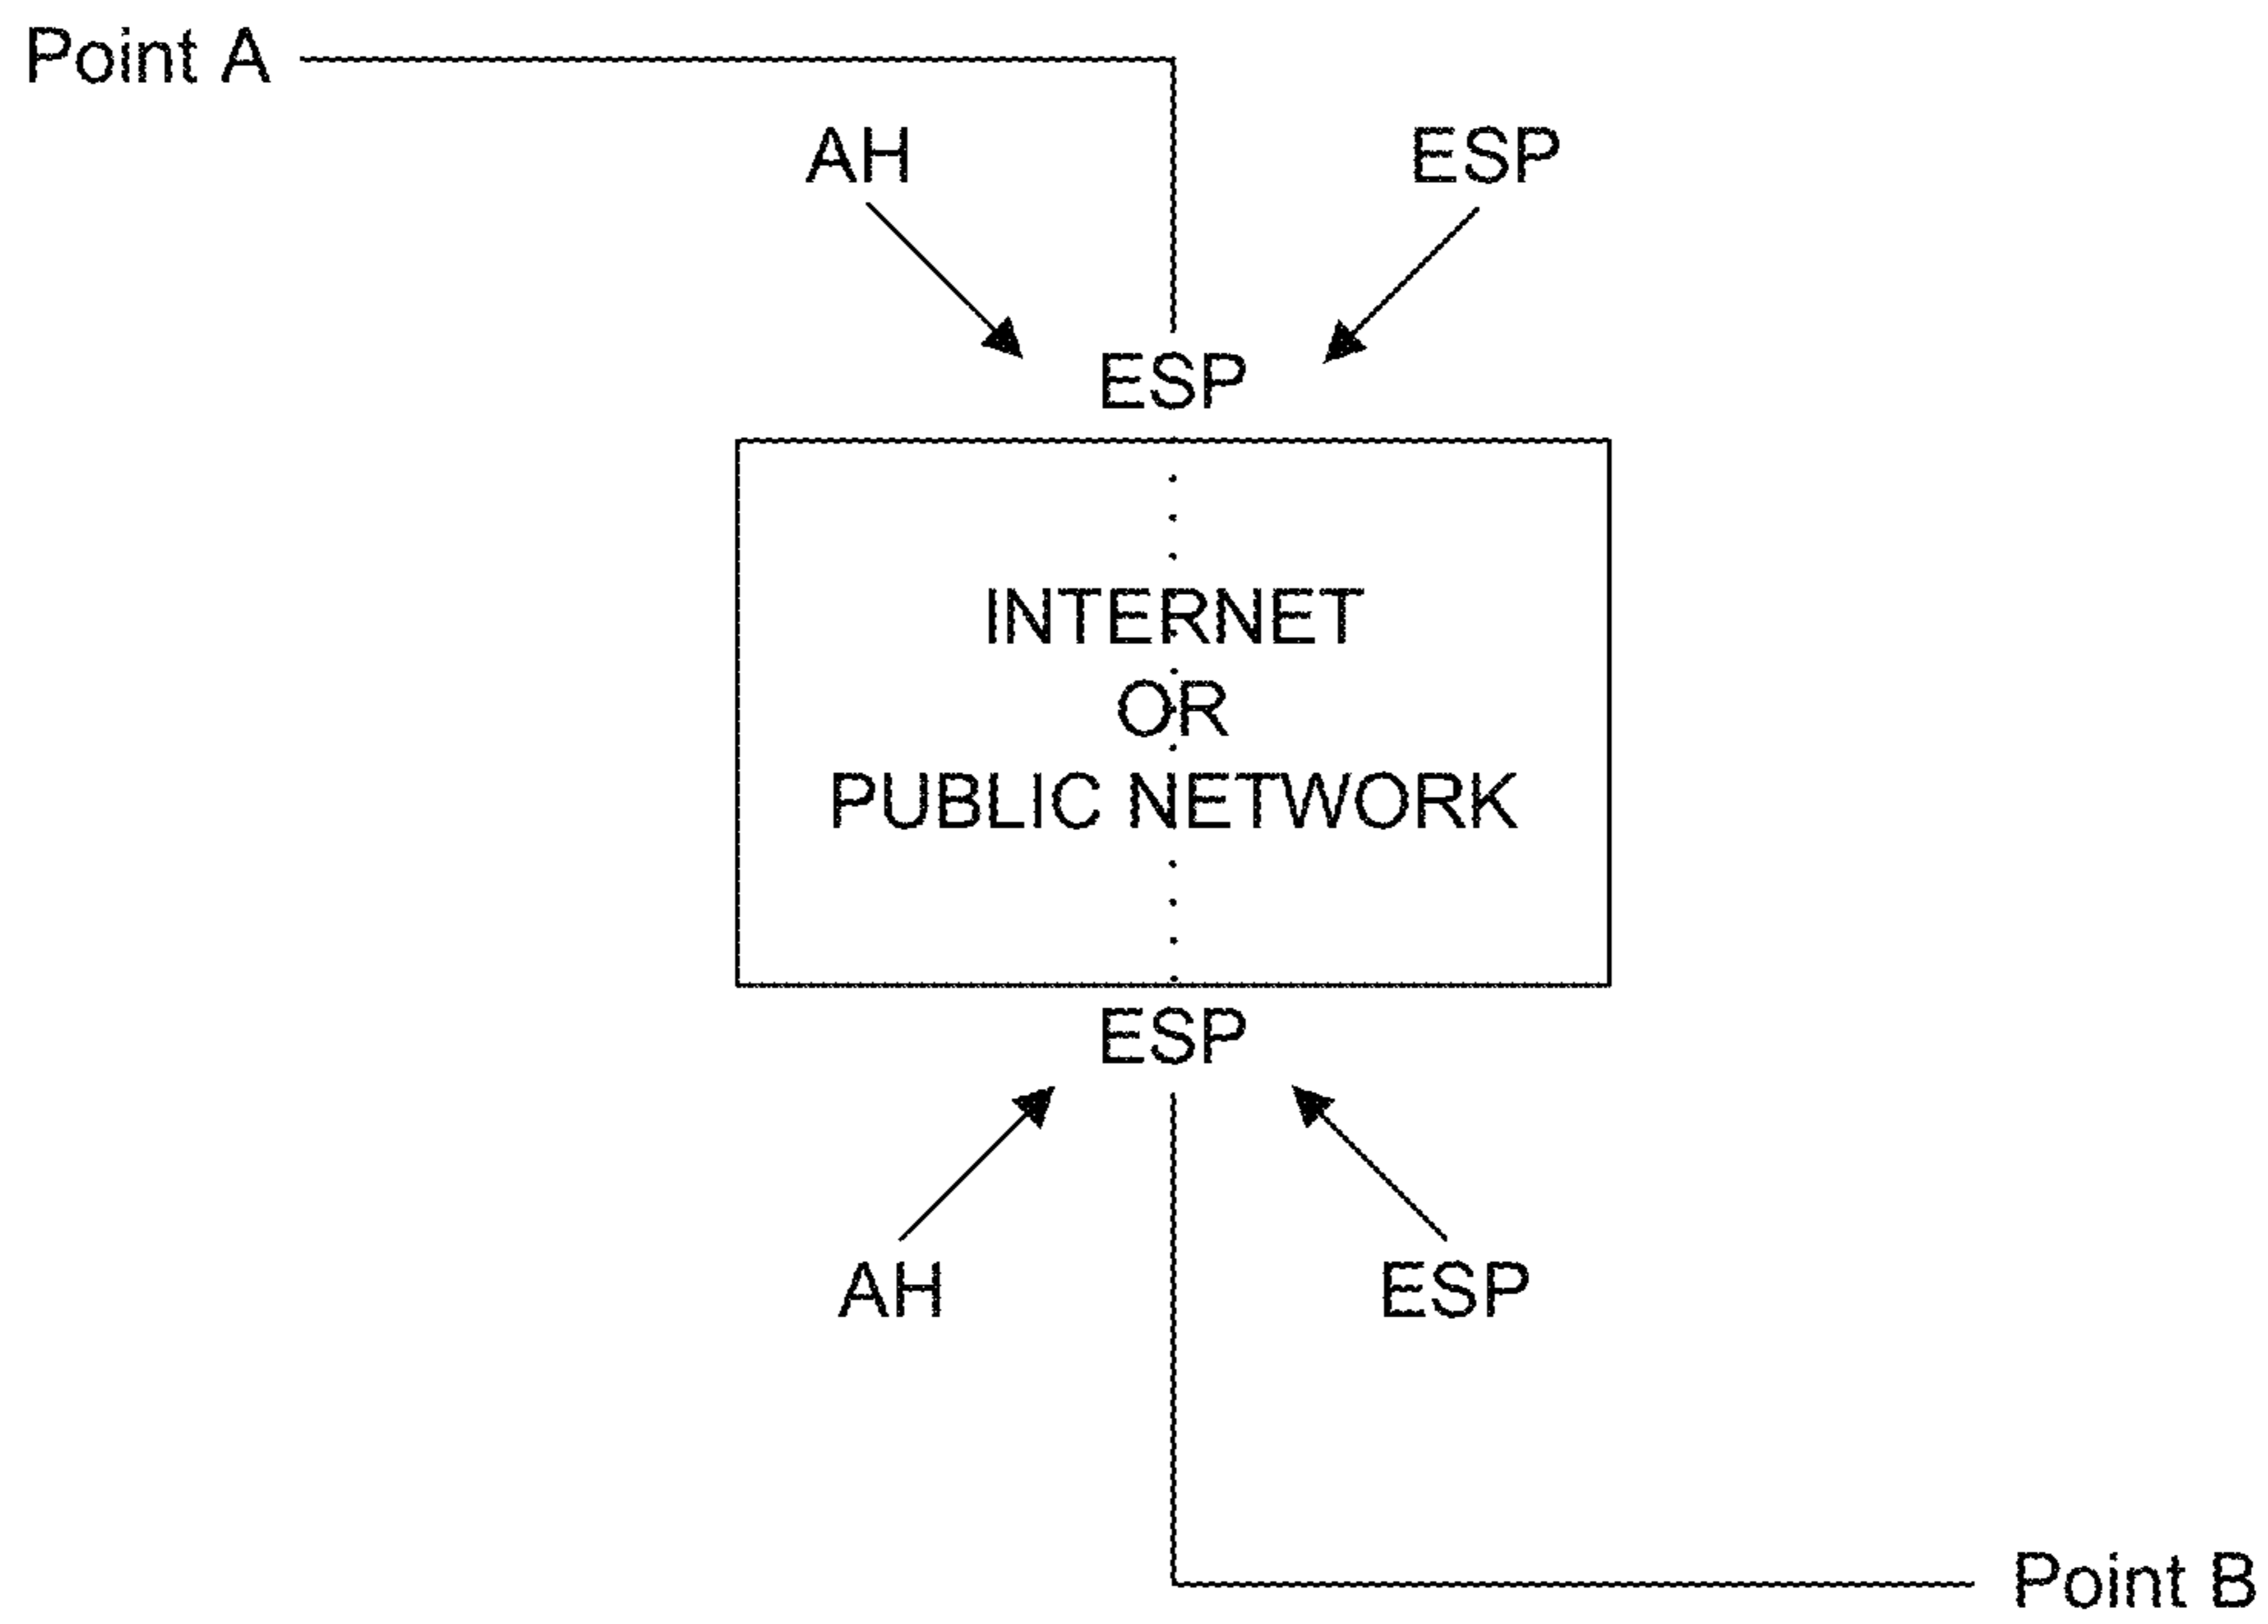 Point A
AH
ESP
ESP
INTERNET
OR
PUBLIC NETWORK
ESP
AH
ESP
Point B